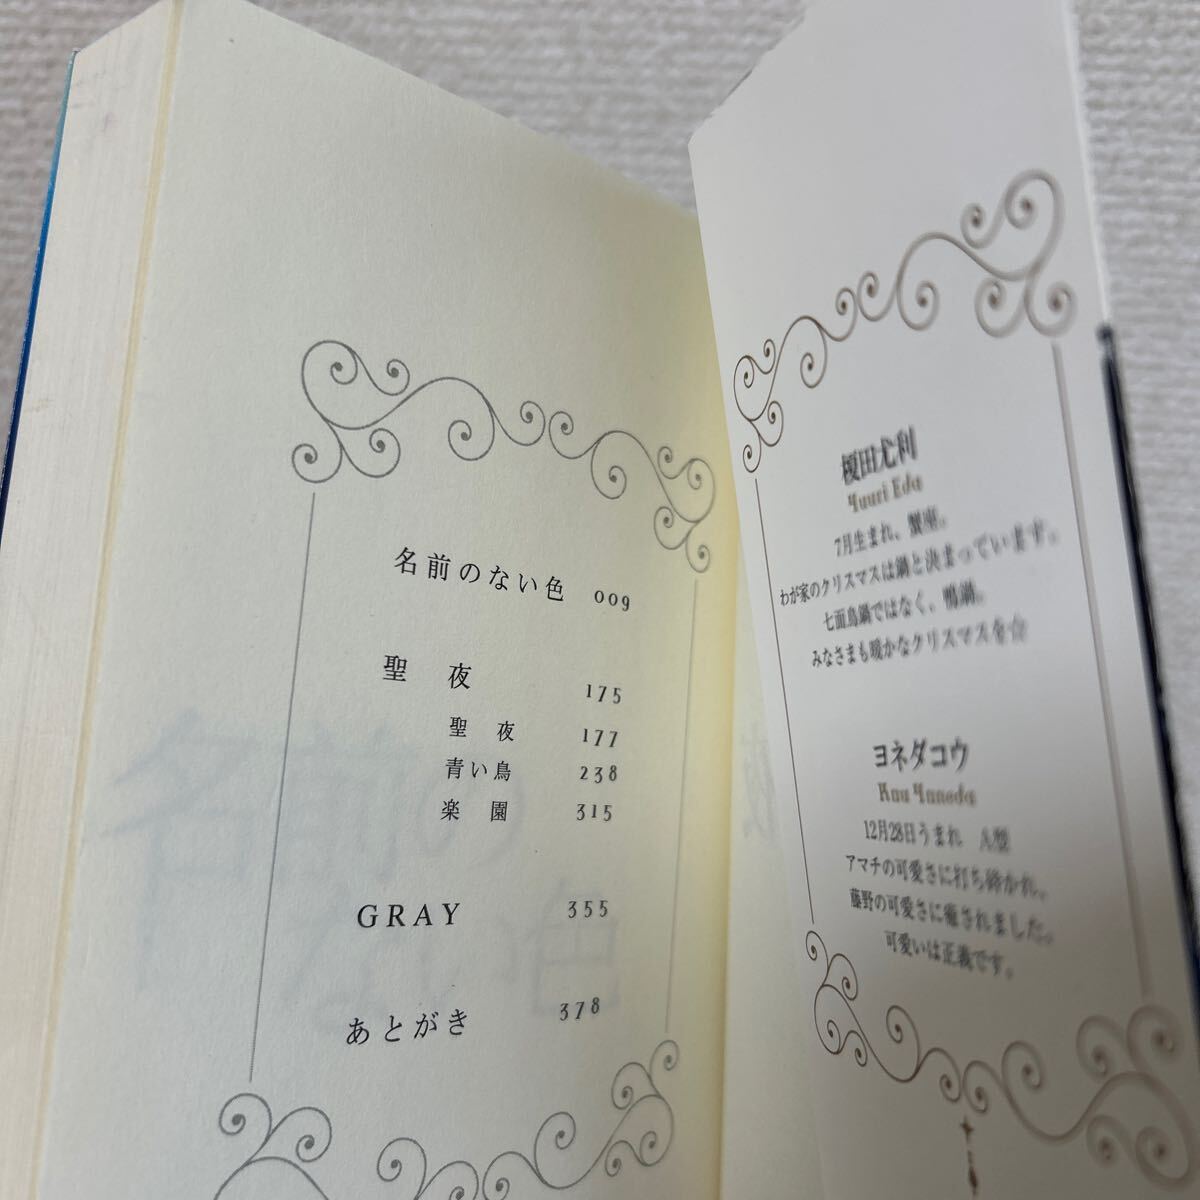 名前のない色 009
聖夜 175
聖夜 177
青い鳥 238
楽園 315
GRAY 355
あとがき 378
榎田尤利
Yuuri Eda
7月生まれ、蟹座。
わが家のクリスマスは鍋と決まっています。
七面鳥鍋ではなく、鴨鍋。
みなさまも暖かなクリスマスを☆
ヨネダコウ
Kou Yoneda
12月28日うまれ A型
アマチの可愛さに打ち砕かれ、
藤野の可愛さに癒されました。
可愛いは正義です。